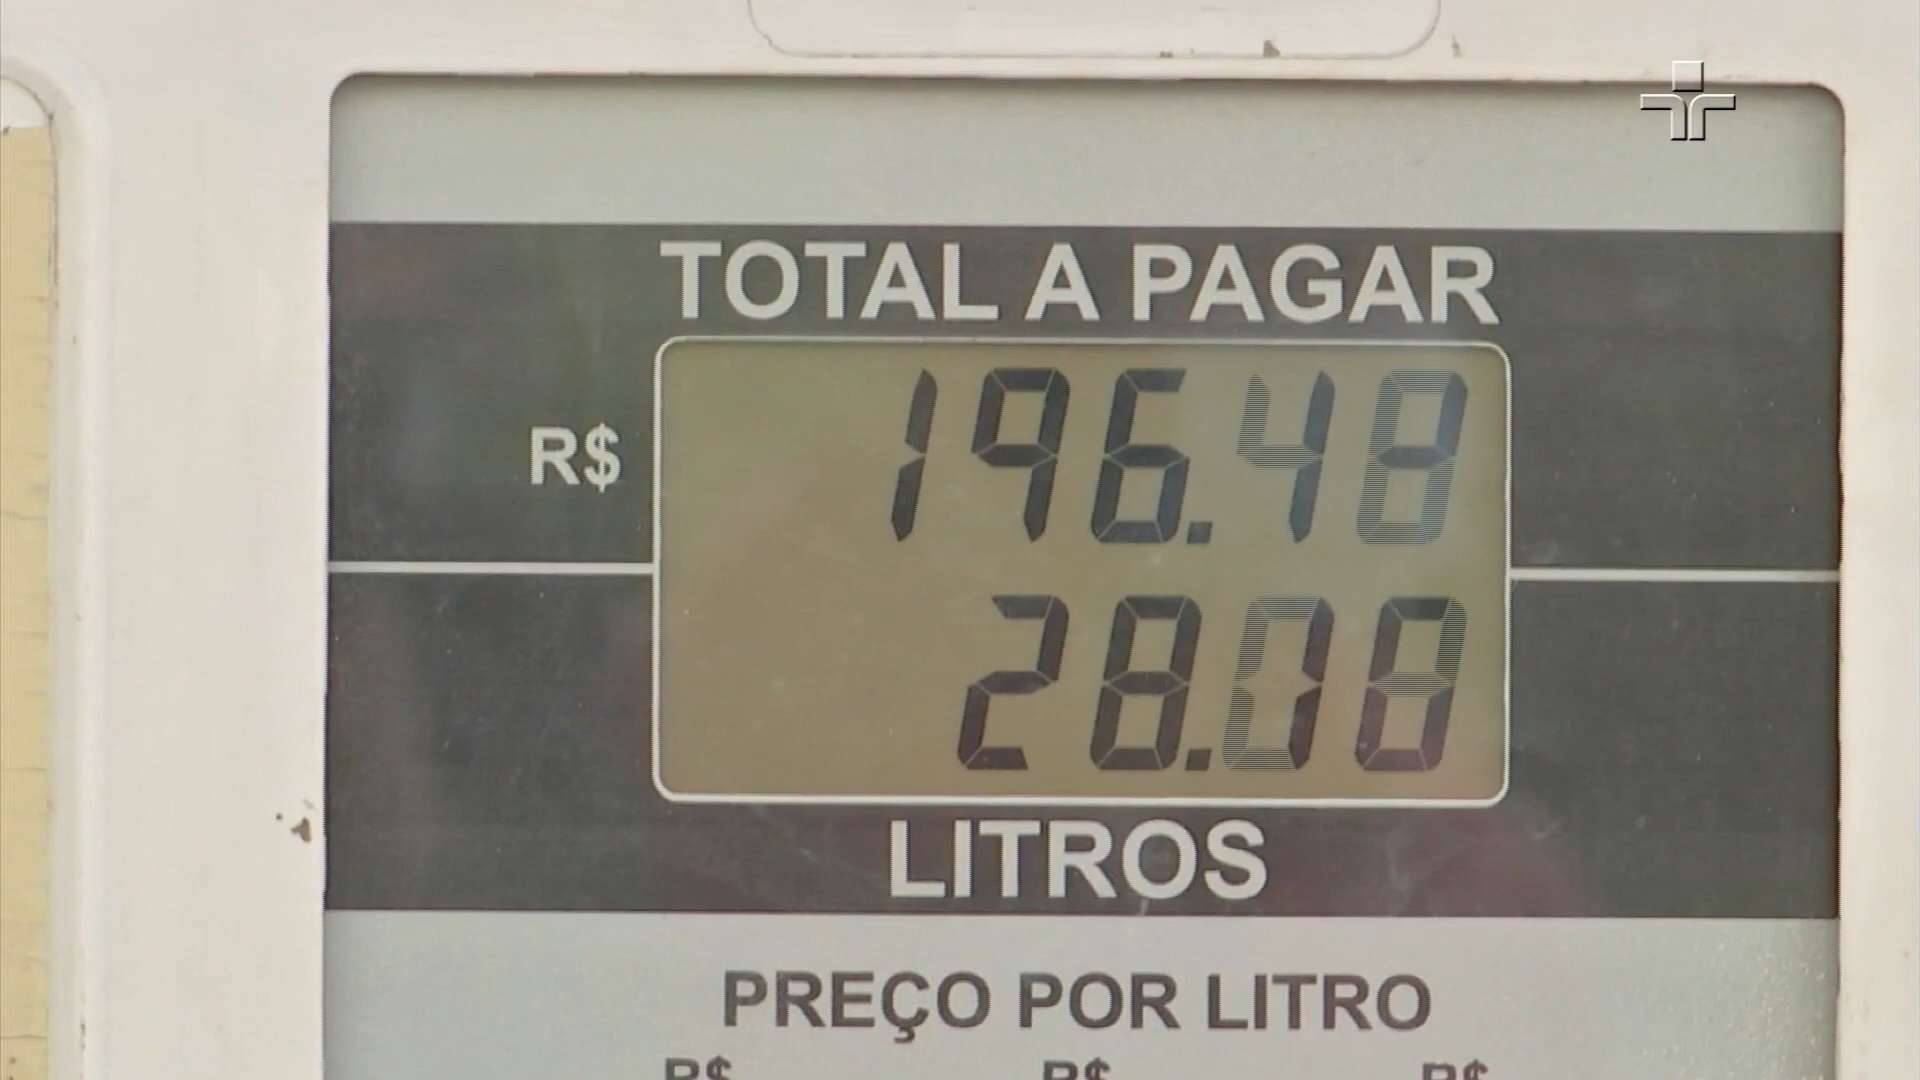 TOTAL A PAGAR
R$ 196.48
28.08
LITROS
PREÇO POR LITRO
R$ R$ R$